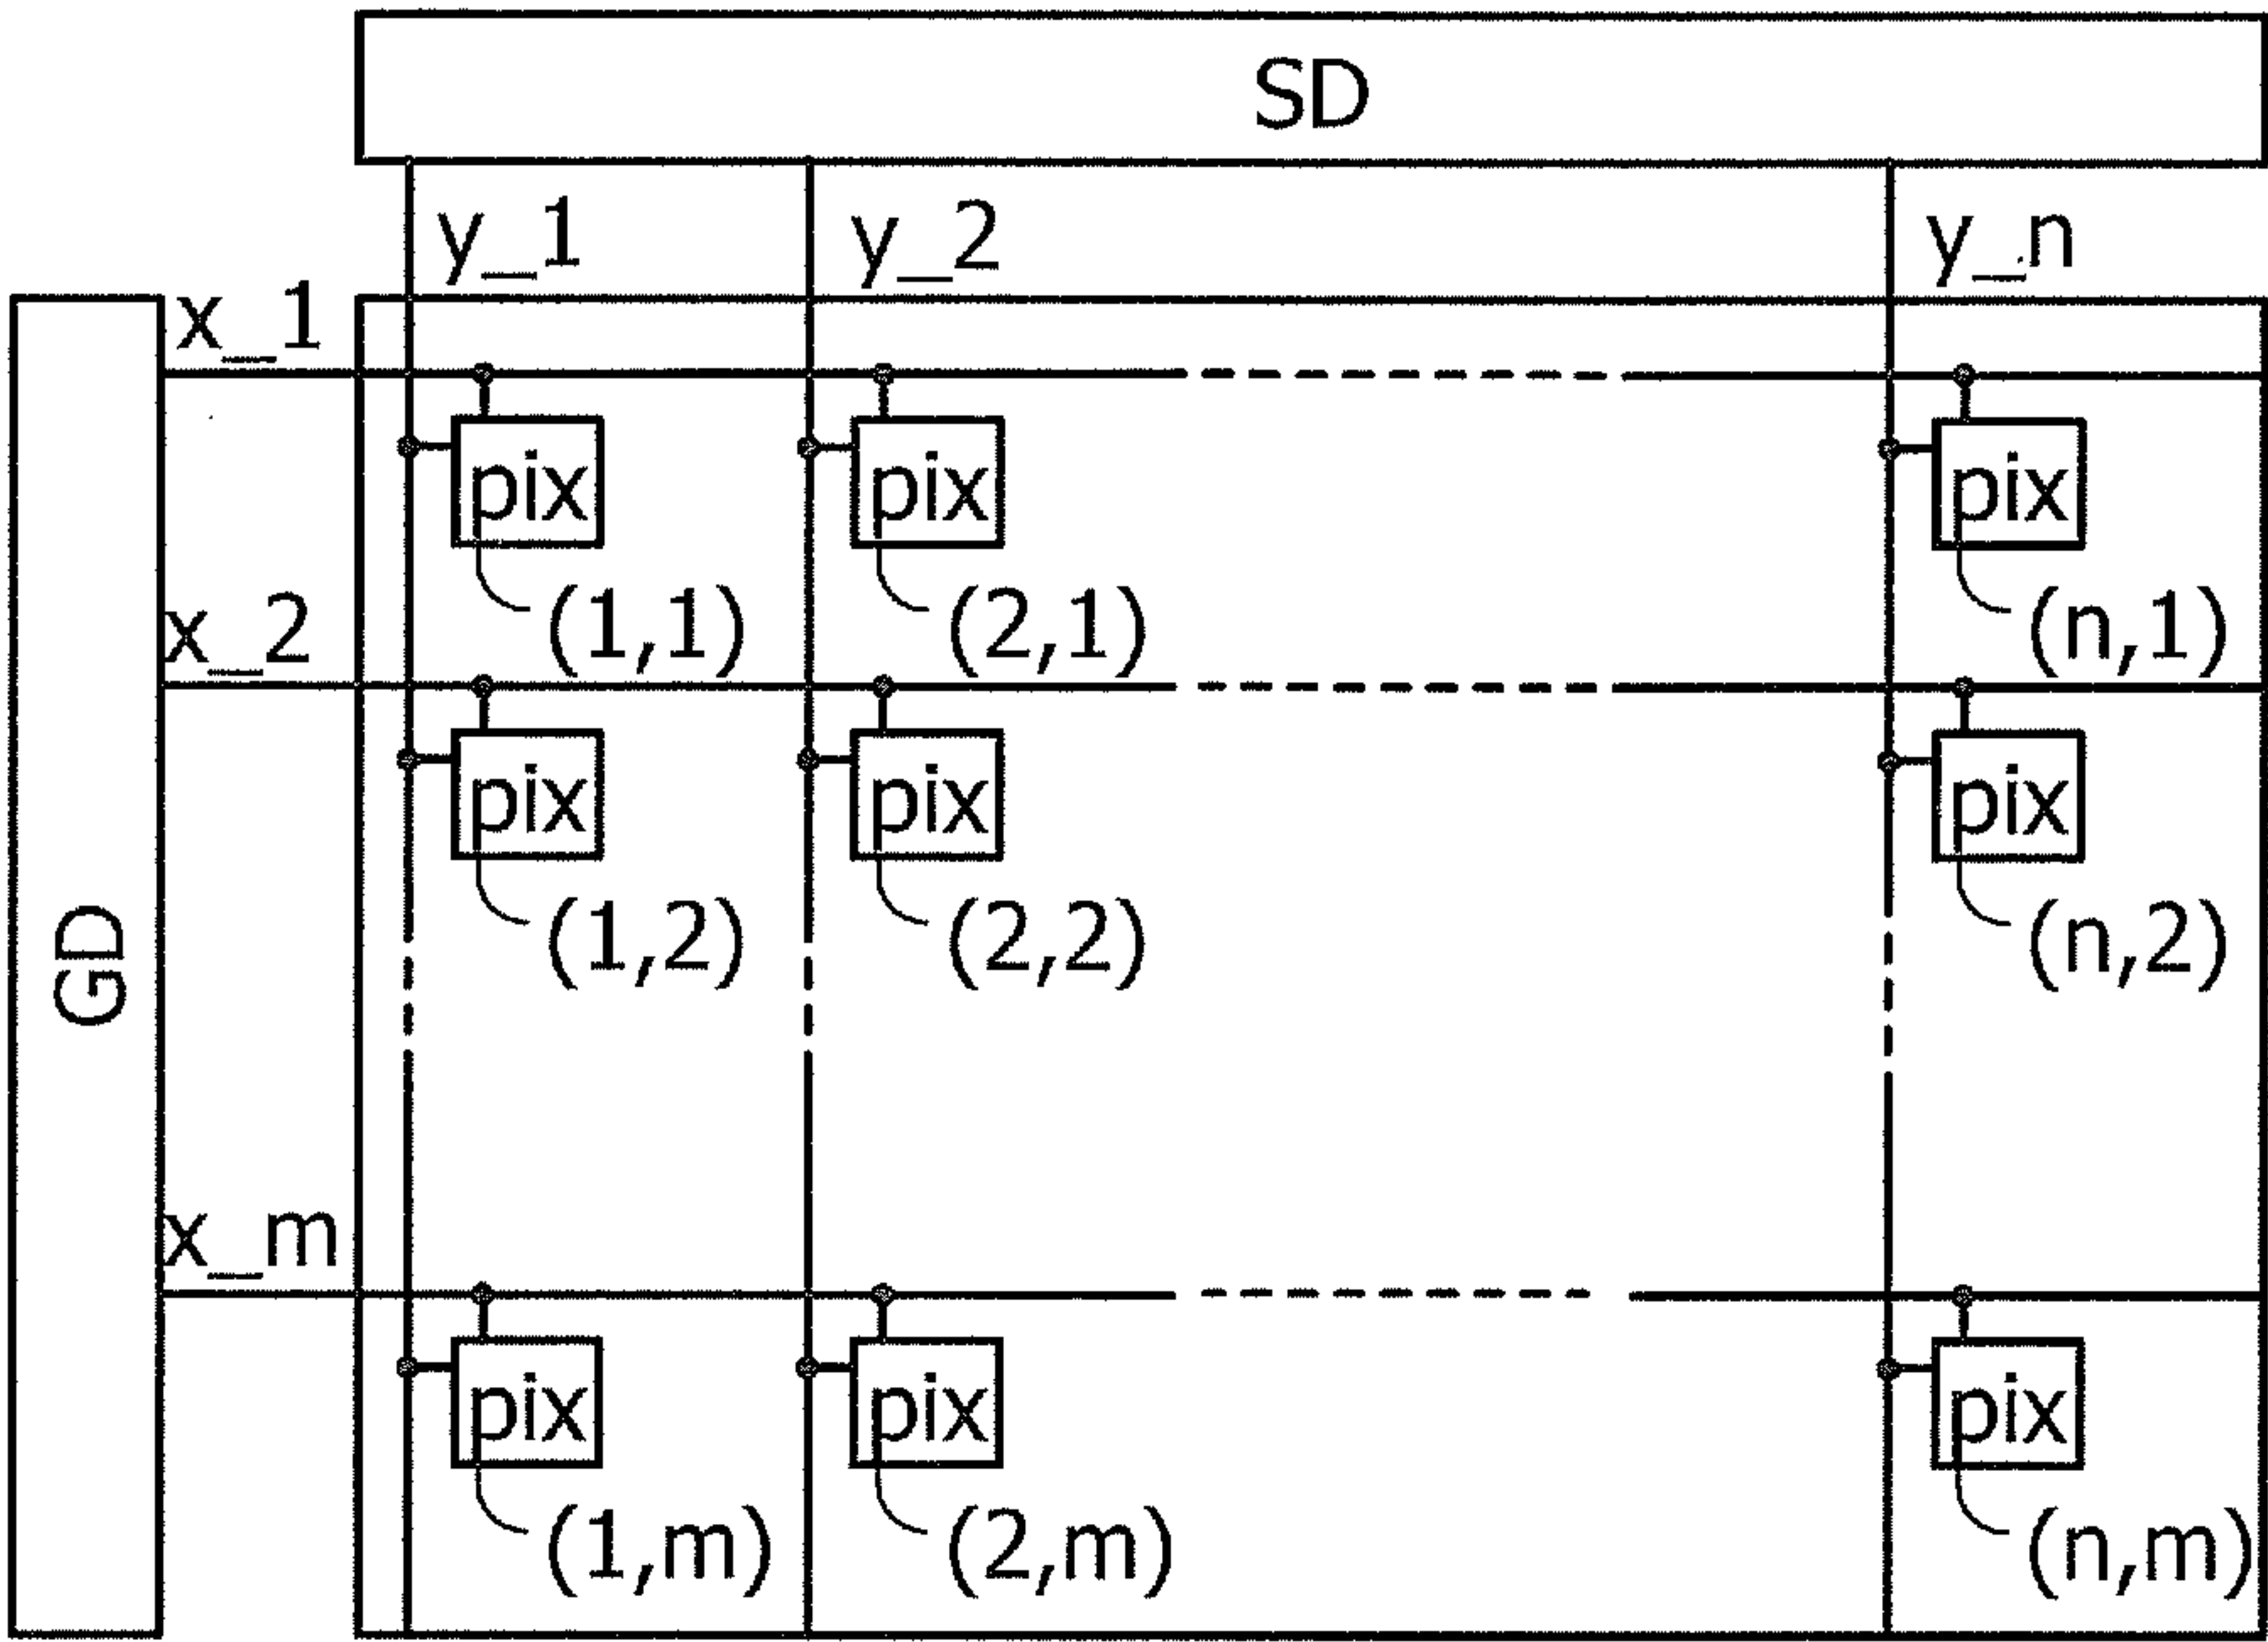 SD
y_1 y_2 y_n
x_1
pix pix pix
(1,1) (2,1) (n,1)
x_2
pix pix pix
(1,2) (2,2) (n,2)
GD
x_m
pix pix pix
(1,m) (2,m) (n,m)